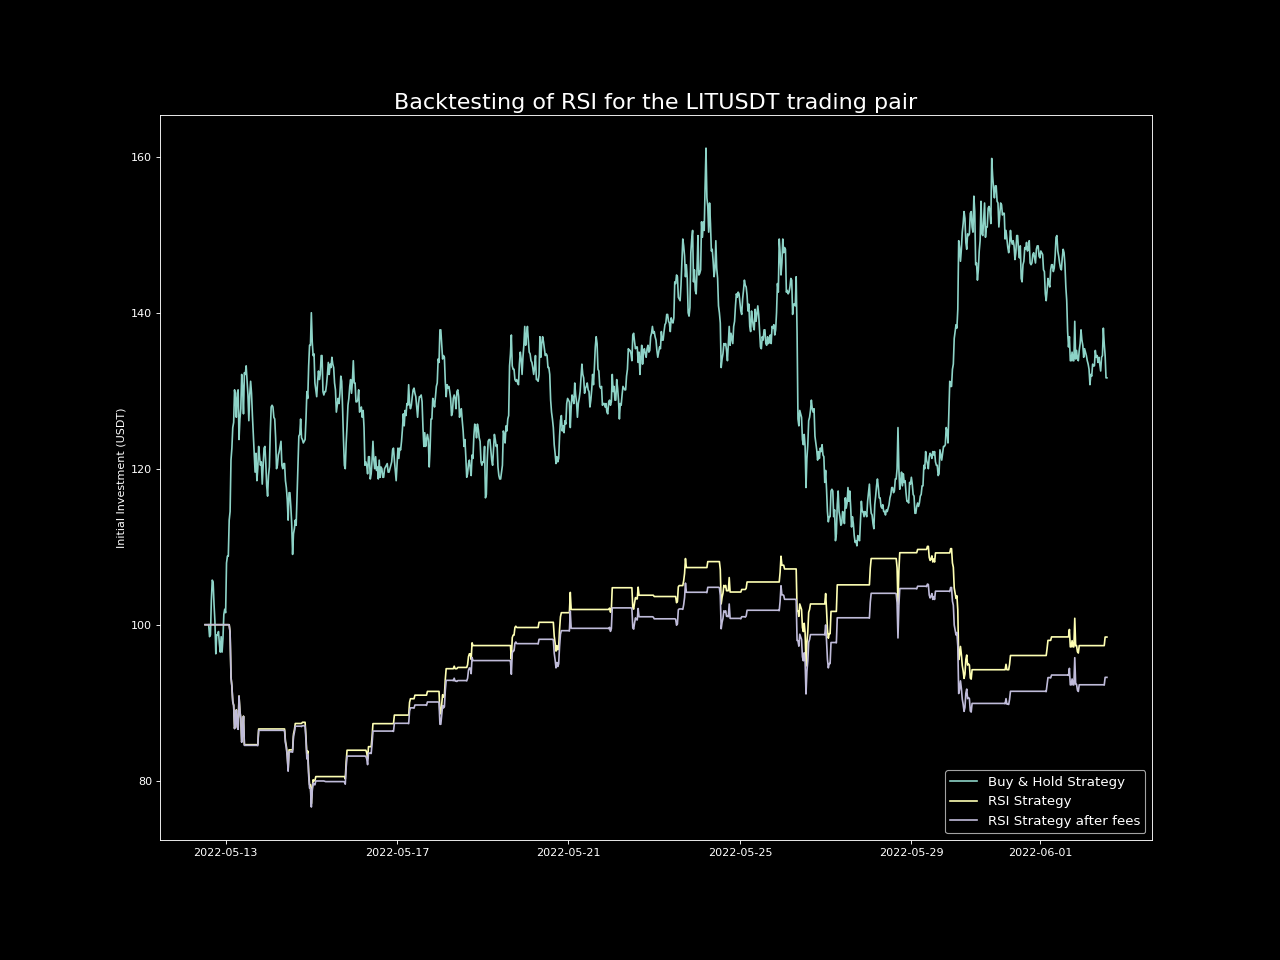 Backtesting of RSI for the LITUSDT trading pair
Initial Investment (USDT)
160
140
120
100
80
2022-05-13
2022-05-17
2022-05-21
2022-05-25
2022-05-29
2022-06-01
Buy & Hold Strategy
RSI Strategy
RSI Strategy after fees